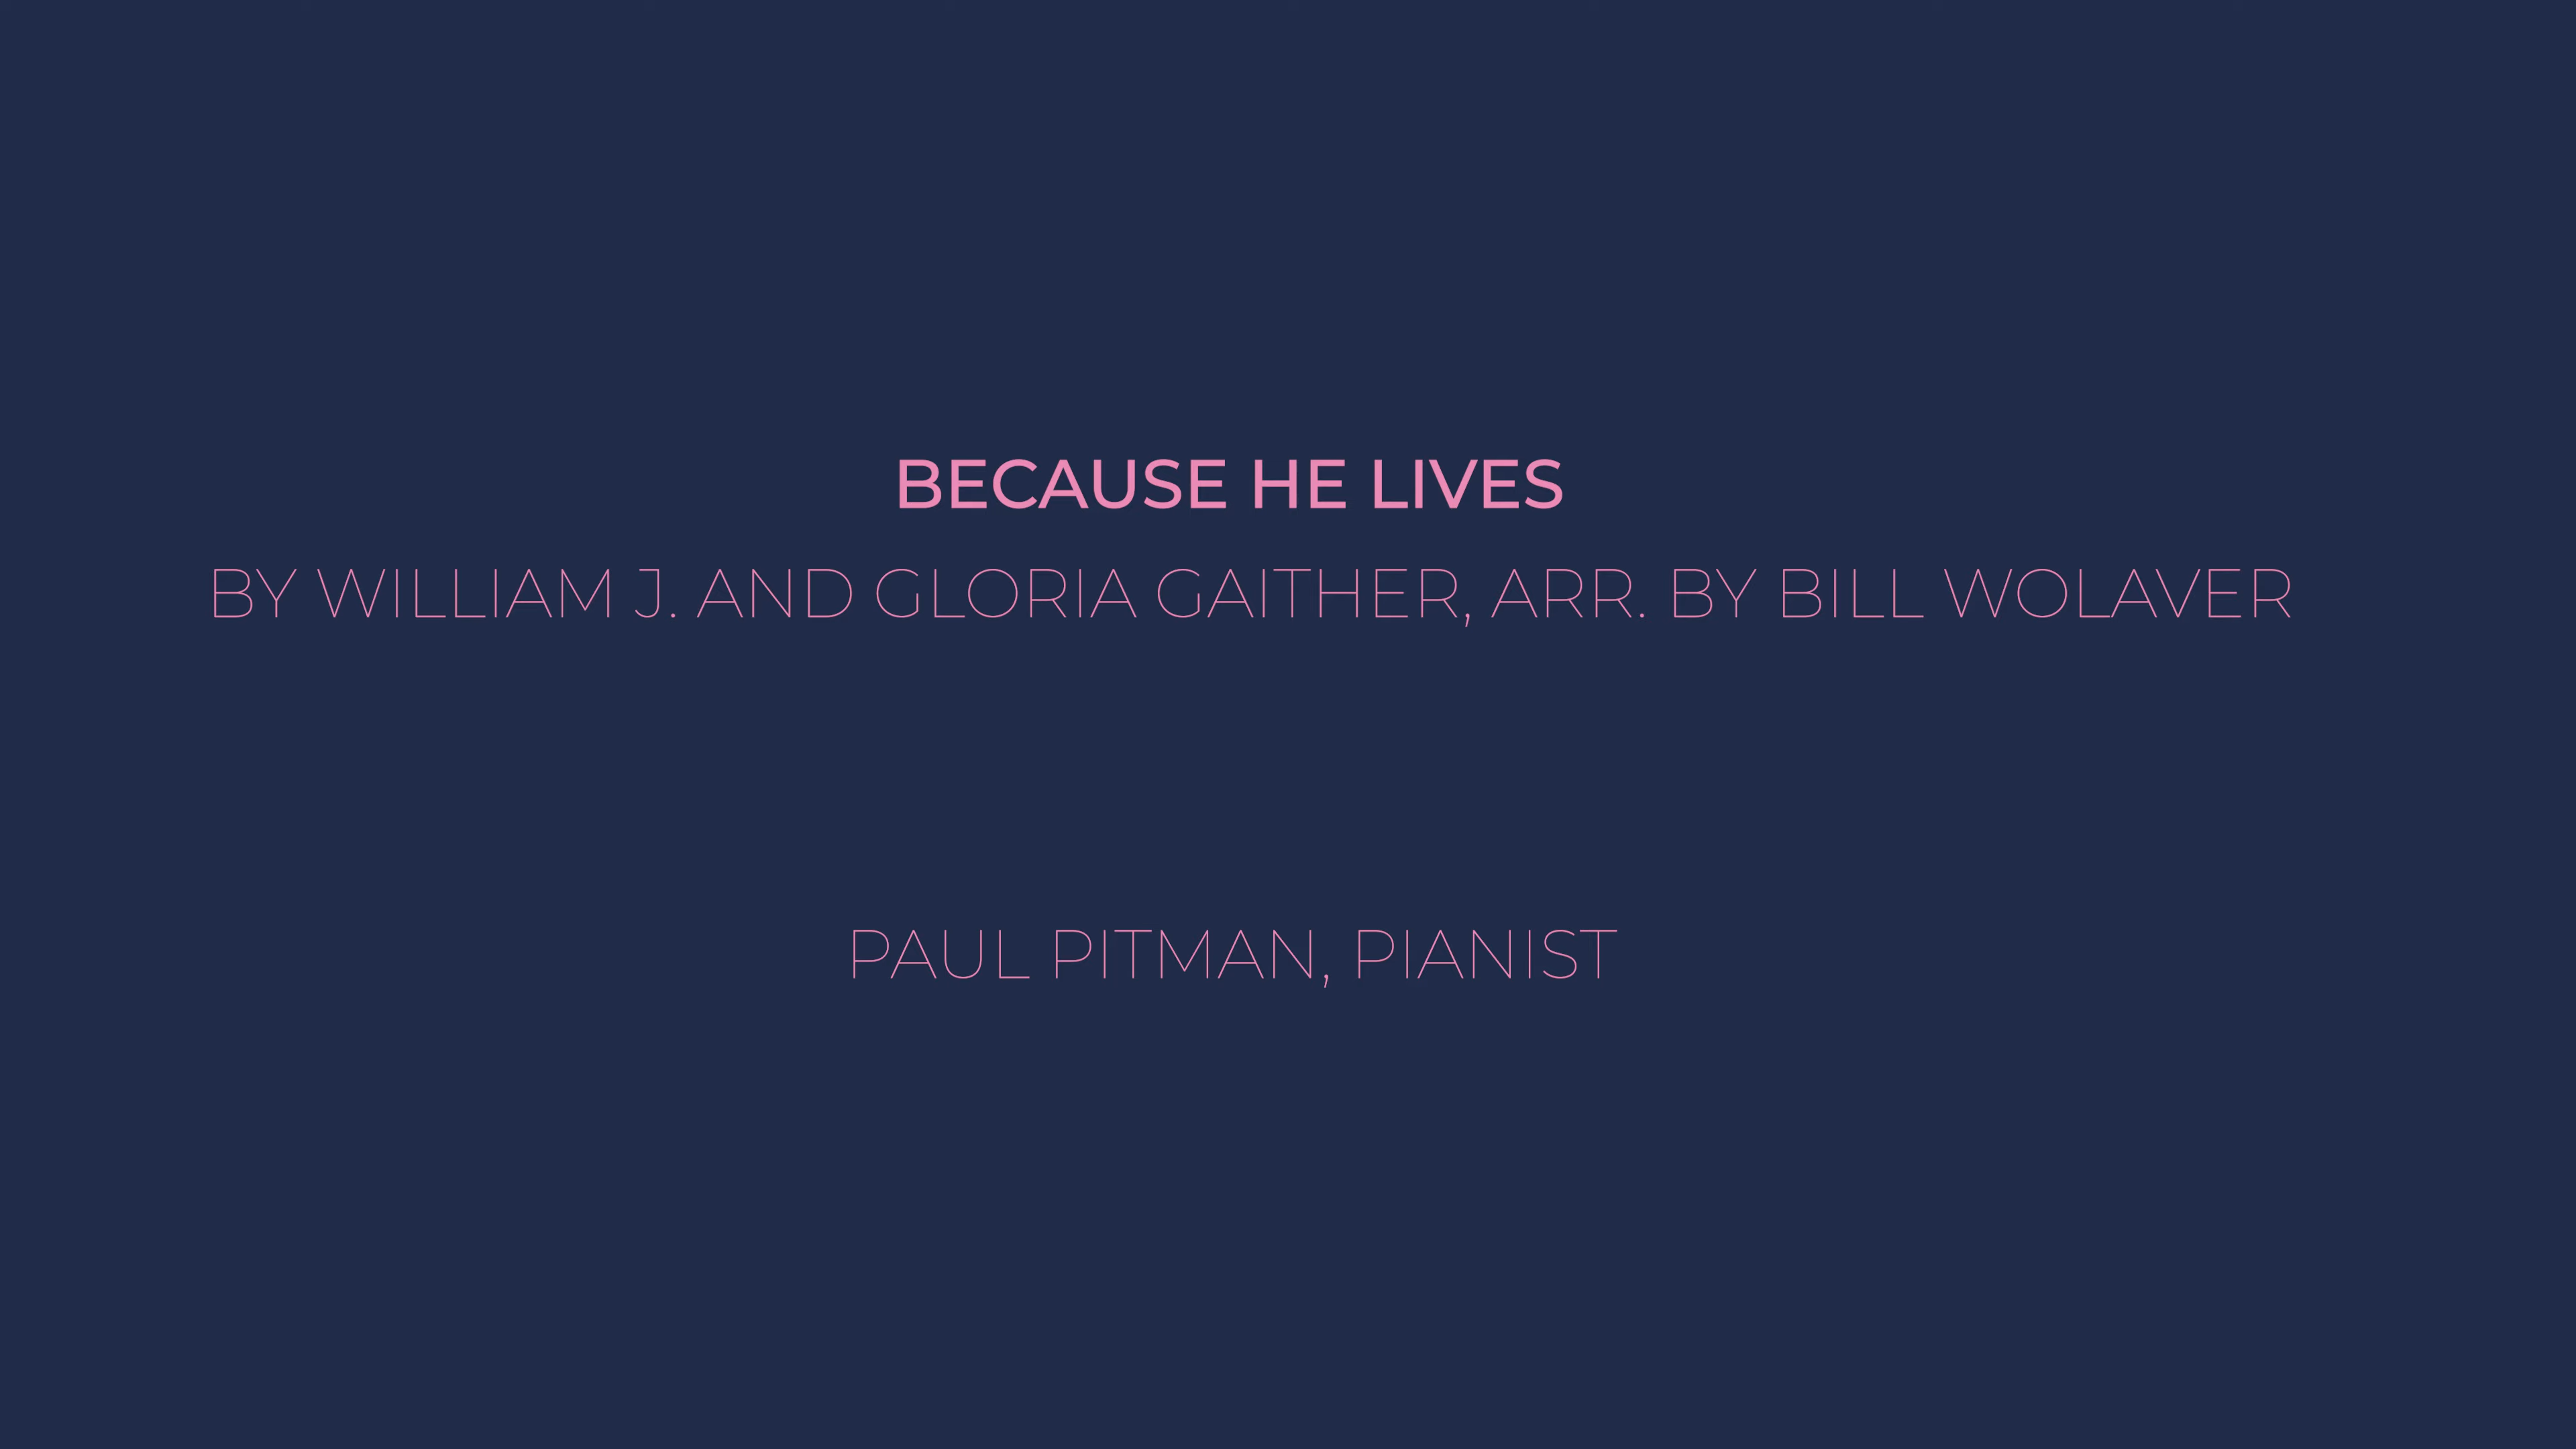 BECAUSE HE LIVES
BY WILLIAM J. AND GLORIA GAITHER, ARR. BY BILL WOLAVER
PAUL PITMAN, PIANIST